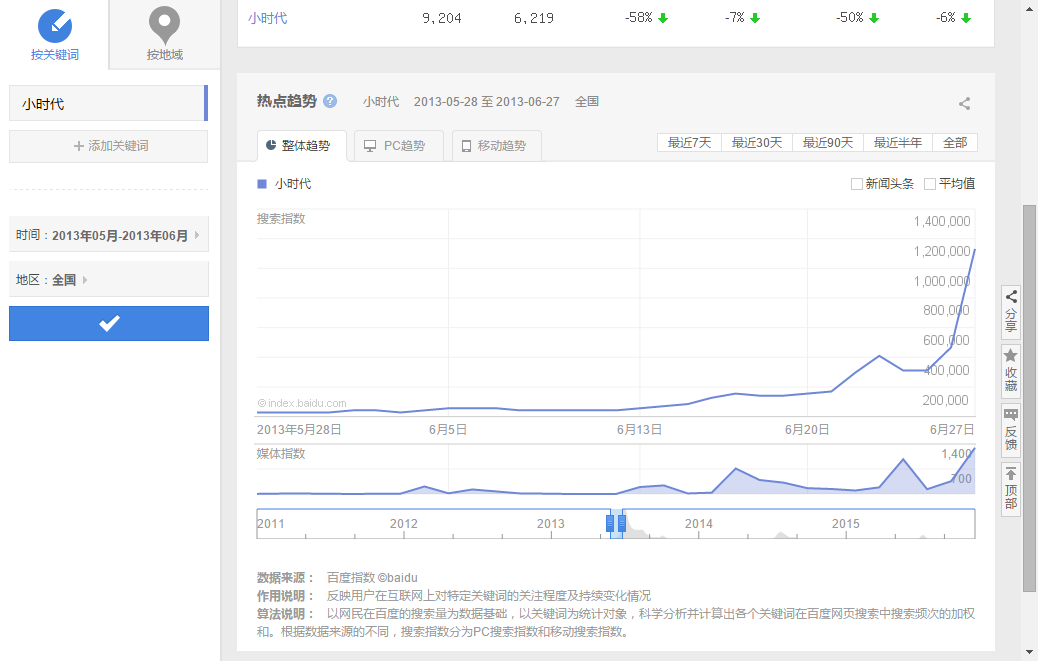 按关键词
按地域
小时代
+ 添加关键词
时间：2013年05月-2013年06月
地区：全国
小时代 9,204 6,219 -58% -7% -50% -6%
热点趋势 ? 小时代 2013-05-28 至 2013-06-27 全国
整体趋势 PC趋势 移动趋势 最近7天 最近30天 最近90天 最近半年 全部
小时代 新闻头条 平均值
搜索指数
1,400,000
1,200,000
1,000,000
800,000
600,000
400,000
200,000
©index.baidu.com
2013年5月28日 6月5日 6月13日 6月20日 6月27日
媒体指数
1,400
700
2011 2012 2013 2014 2015
数据来源： 百度指数 ©baidu
作用说明： 反映用户在互联网上对特定关键词的关注程度及持续变化情况
算法说明： 以网民在百度的搜索量为数据基础，以关键词为统计对象，科学分析并计算出各个关键词在百度网页搜索中搜索频次的加权
和。根据数据来源的不同，搜索指数分为PC搜索指数和移动搜索指数。
分享
收藏
反馈
顶部